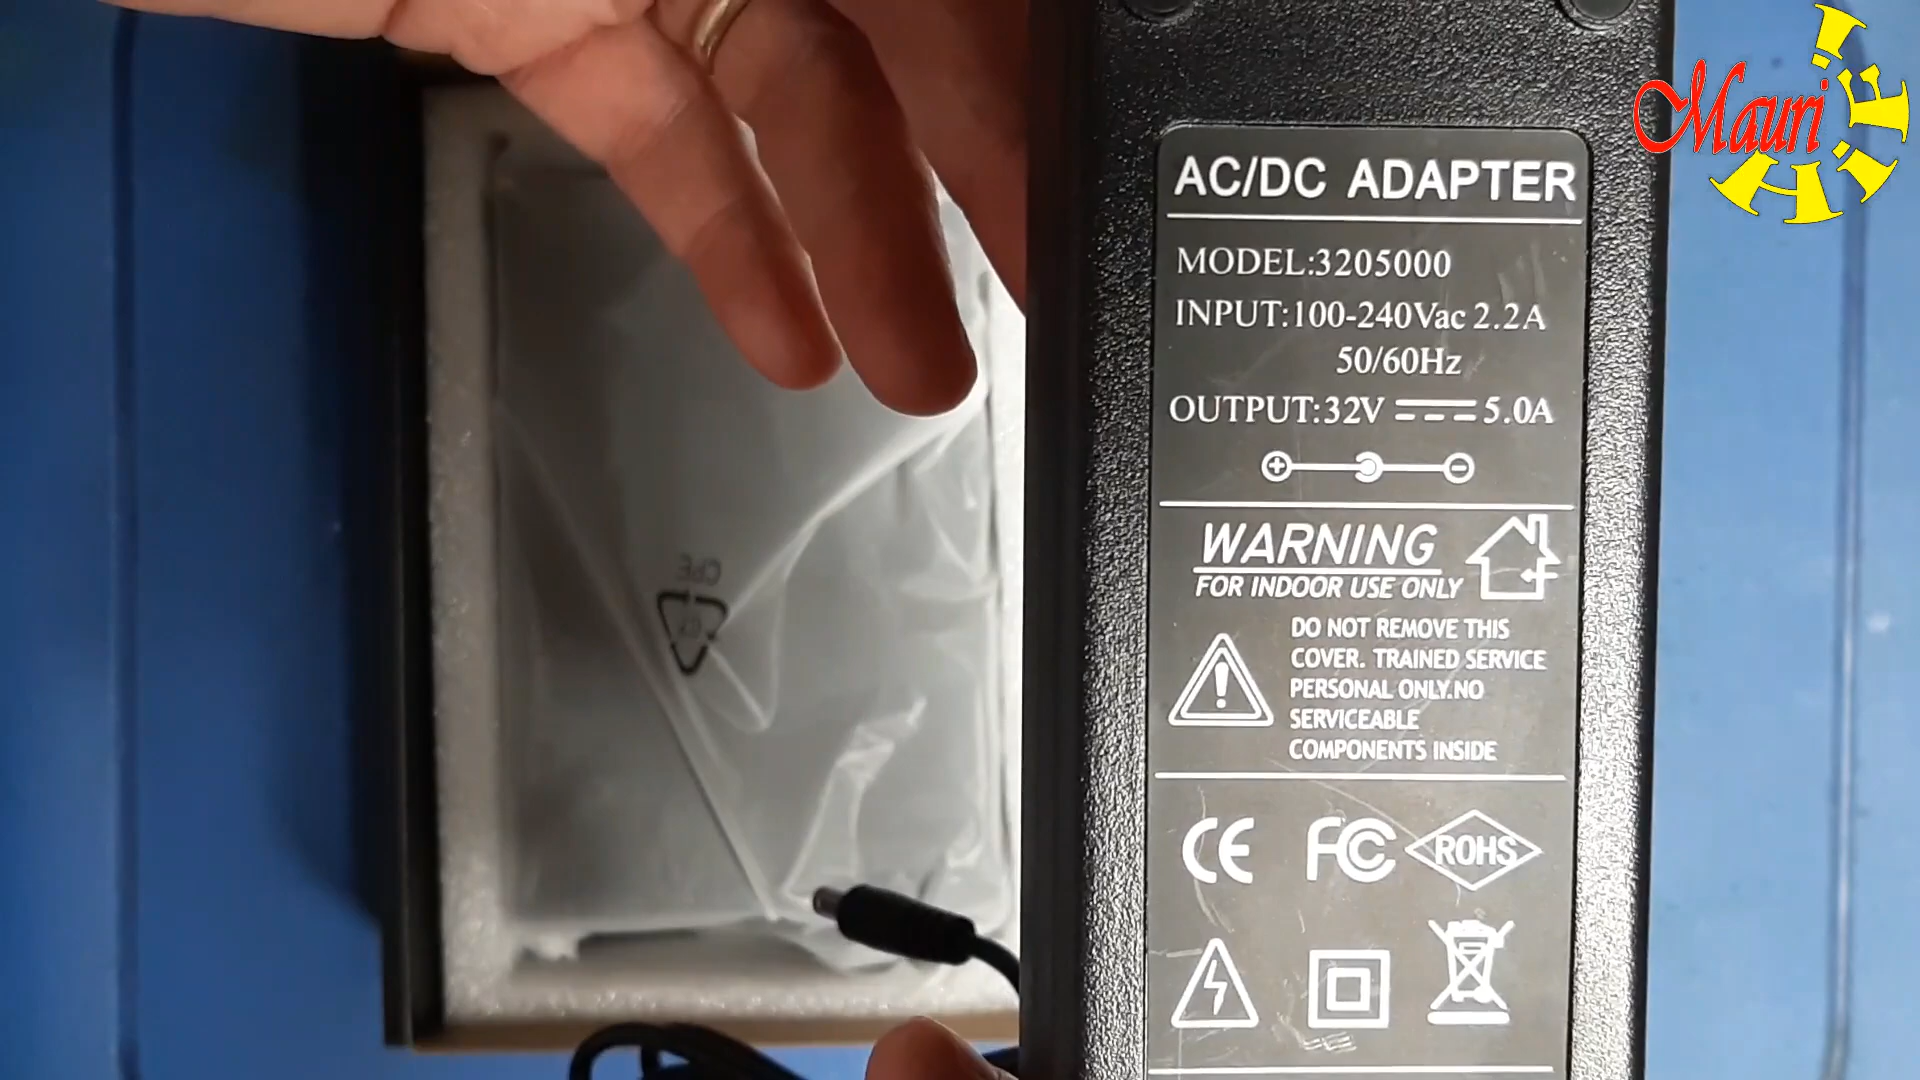 Mauri
AC/DC ADAPTER
MODEL:3205000
INPUT:100-240Vac 2.2A
50/60Hz
OUTPUT:32V 5.0A
WARNING
FOR INDOOR USE ONLY
DO NOT REMOVE THIS
COVER. TRAINED SERVICE
PERSONAL ONLY.NO
SERVICEABLE
COMPONENTS INSIDE
CE FC ROHS
CPE